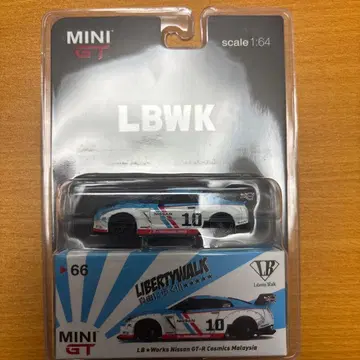 MINI GT
scale 1:64
LBWK
10
66
LIBERTYWALK
LB
Liberty Walk
10
MINI GT
LB★Works Nissan GT-R Cosmics Malaysia